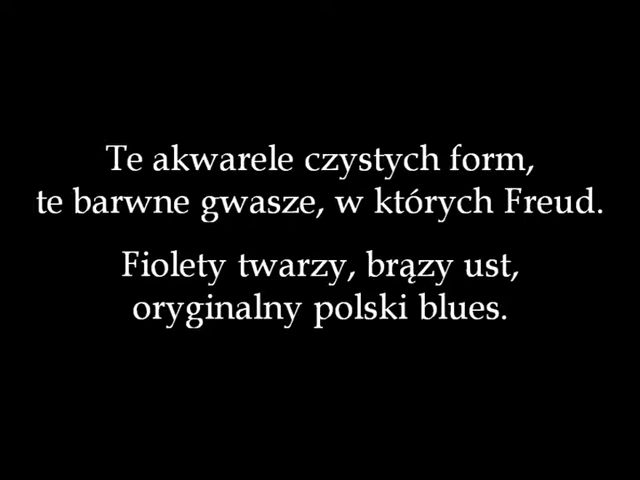 Te akwarele czystych form,
te barwne gwasze, w których Freud.
Fiolety twarzy, brązy ust,
oryginalny polski blues.